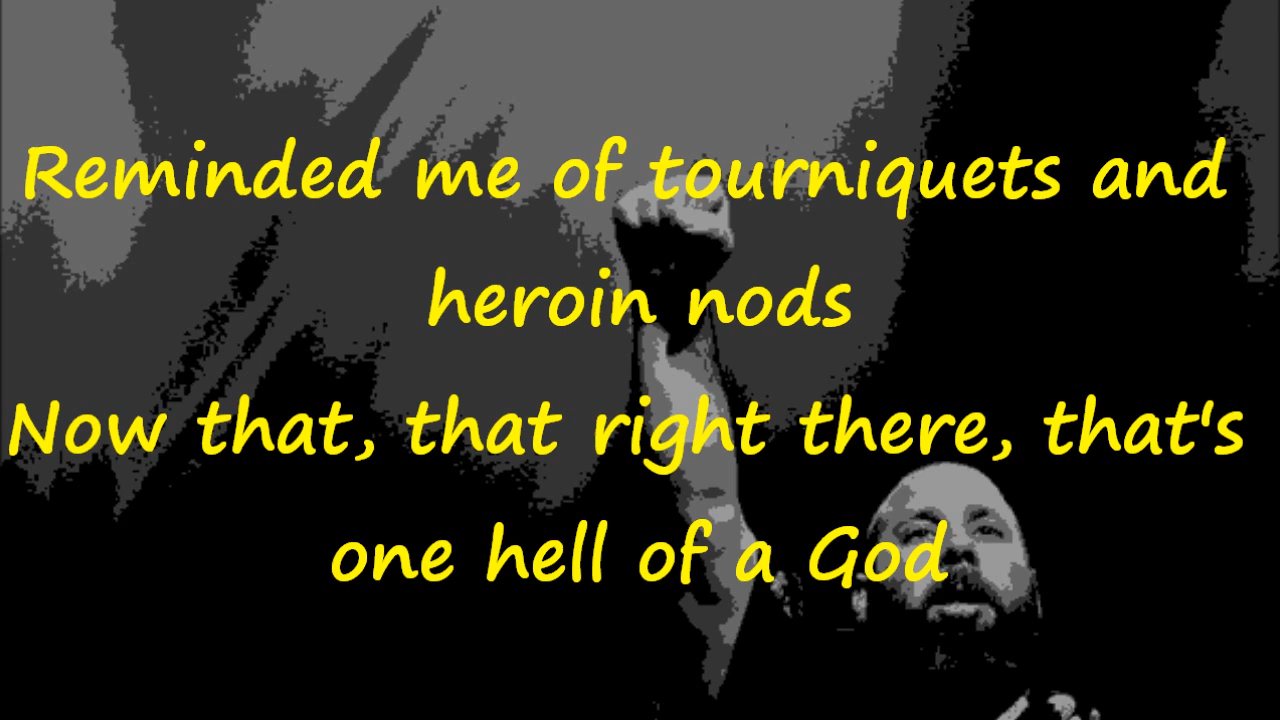 Reminded me of tourniquets and
heroin nods
Now that, that right there, that's
one hell of a God